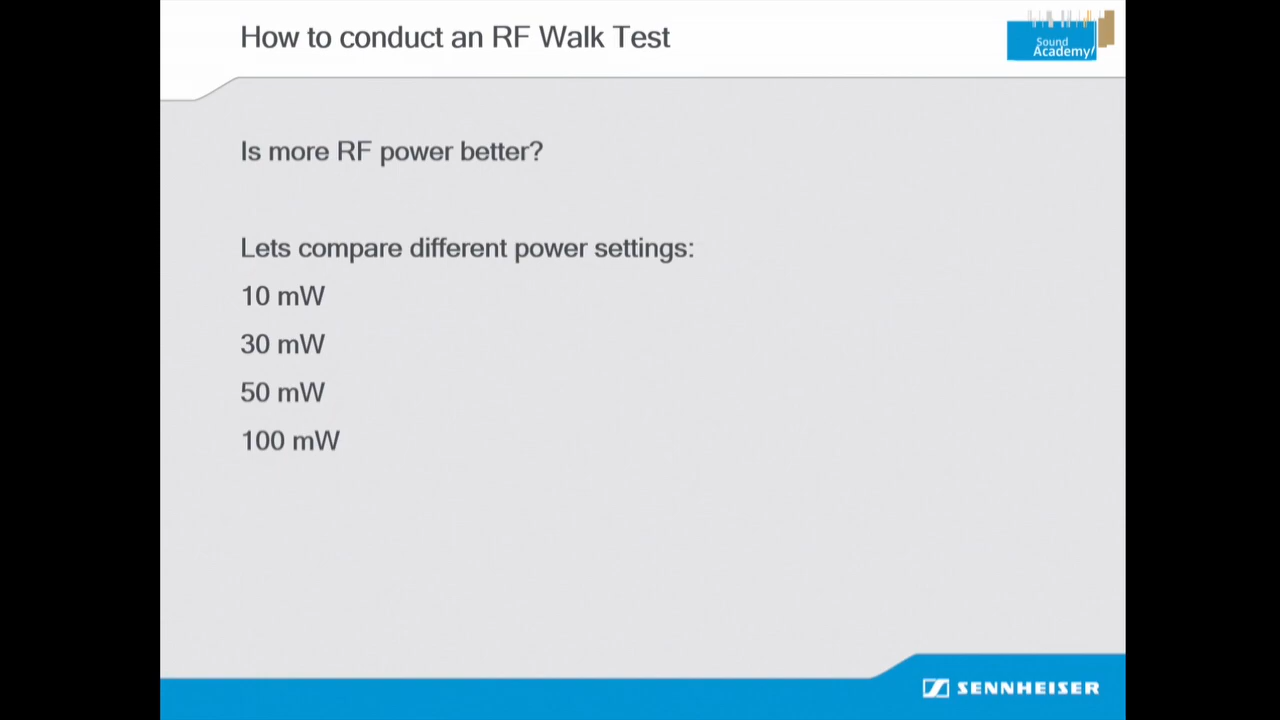 How to conduct an RF Walk Test
Sound
Academy/
Is more RF power better?
Lets compare different power settings:
10 mW
30 mW
50 mW
100 mW
SENNHEISER